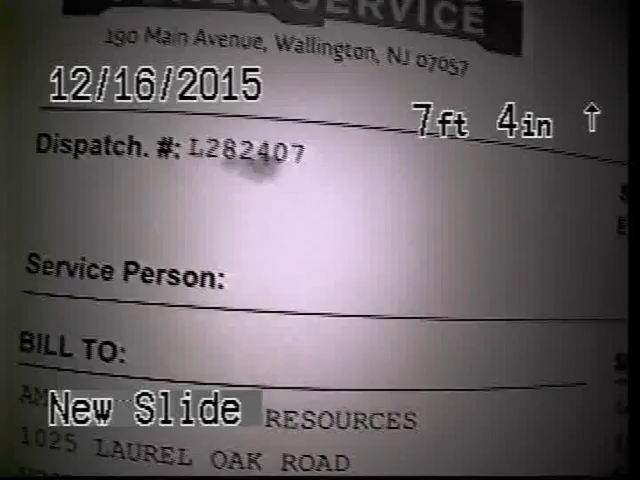 SERVICE
190 Main Avenue, Wallington, NJ 07057
12/16/2015
7ft 4in ↑
Dispatch. #: L282407
Service Person:
BILL TO:
New Slide RESOURCES
1025 LAUREL OAK ROAD